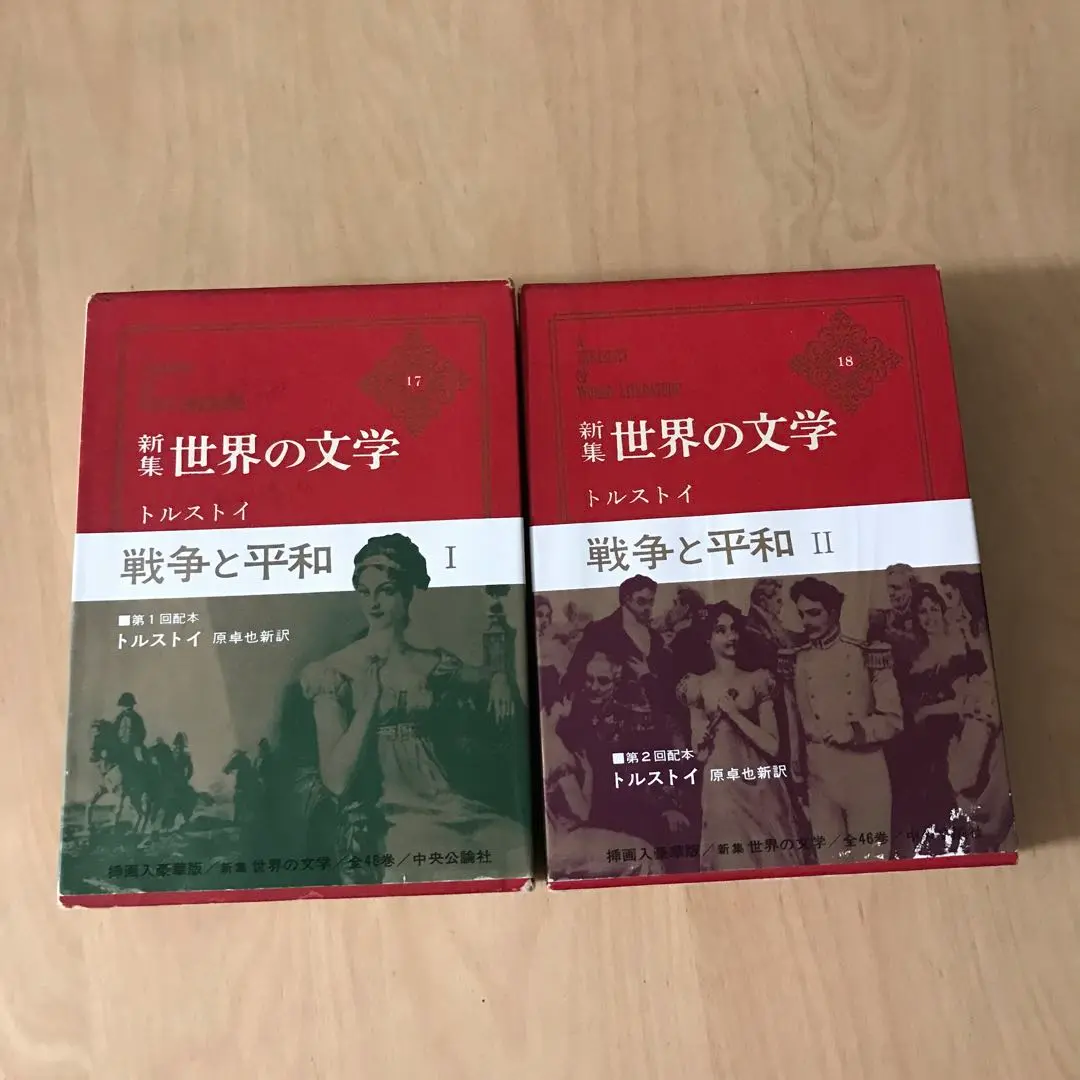 17
新集 世界の文学
トルストイ
戦争と平和 I
■第1回配本
トルストイ 原卓也新訳
挿画入豪華版/新集 世界の文学/全46巻/中央公論社
18
A
TREASURY
OF
WORLD LITERATURE
新集 世界の文学
トルストイ
戦争と平和 II
■第2回配本
トルストイ 原卓也新訳
挿画入豪華版/新集 世界の文学/全46巻/中